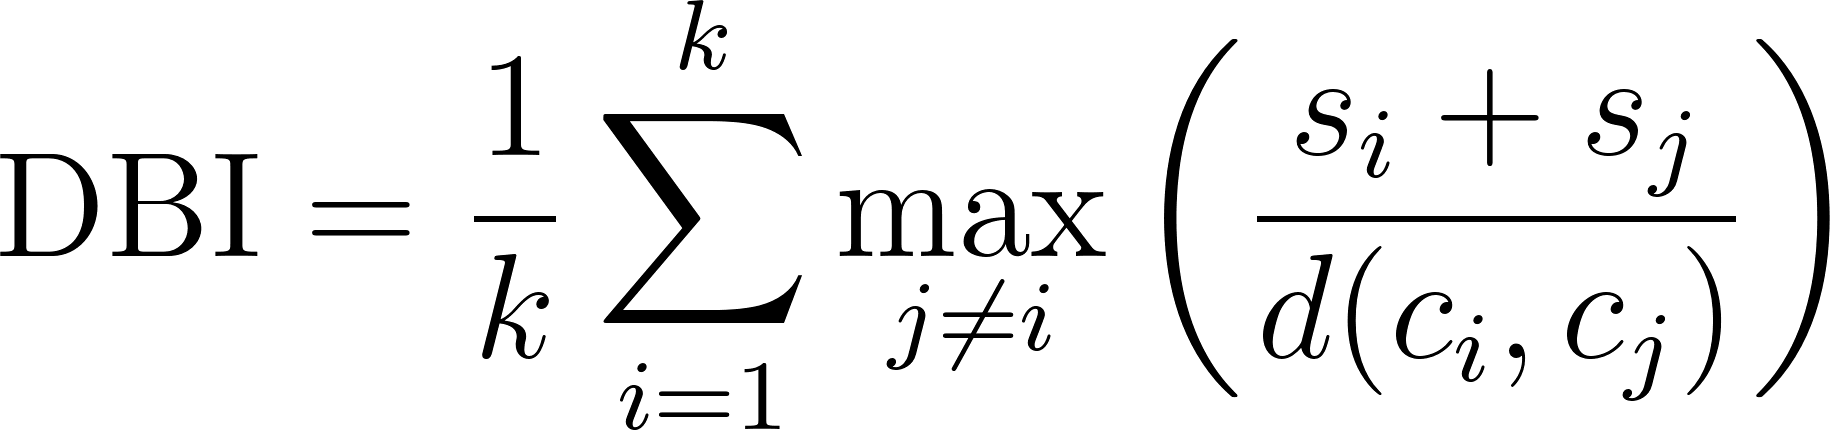 DBI = \frac{1}{k} \sum_{i=1}^{k} \max_{j \neq i} \left( \frac{s_i + s_j}{d(c_i, c_j)} \right)